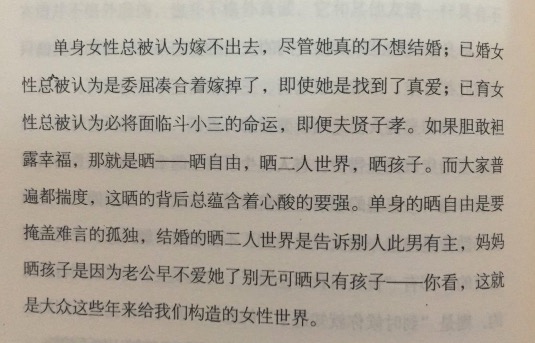 单身女性总被认为嫁不出去，尽管她真的不想结婚；已婚女
性总被认为是委屈凑合着嫁掉了，即使她是找到了真爱；已育女
性总被认为必将面临斗小三的命运，即便夫贤子孝。如果胆敢袒
露幸福，那就是晒——晒自由，晒二人世界，晒孩子。而大家普
遍都揣度，这晒的背后总蕴含着心酸的要强。单身的晒自由是要
掩盖难言的孤独，结婚的晒二人世界是告诉别人此男有主，妈妈
晒孩子是因为老公早不爱她了别无可晒只有孩子——你看，这就
是大众这些年来给我们构造的女性世界。